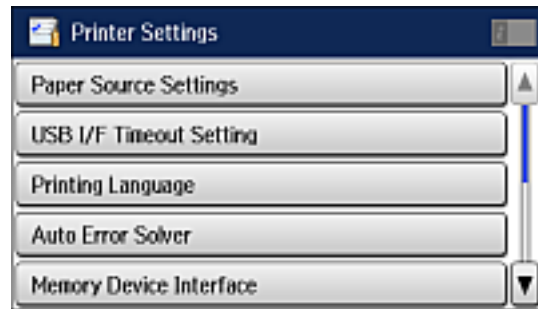 Printer Settings
Paper Source Settings
USB I/F Timeout Setting
Printing Language
Auto Error Solver
Memory Device Interface